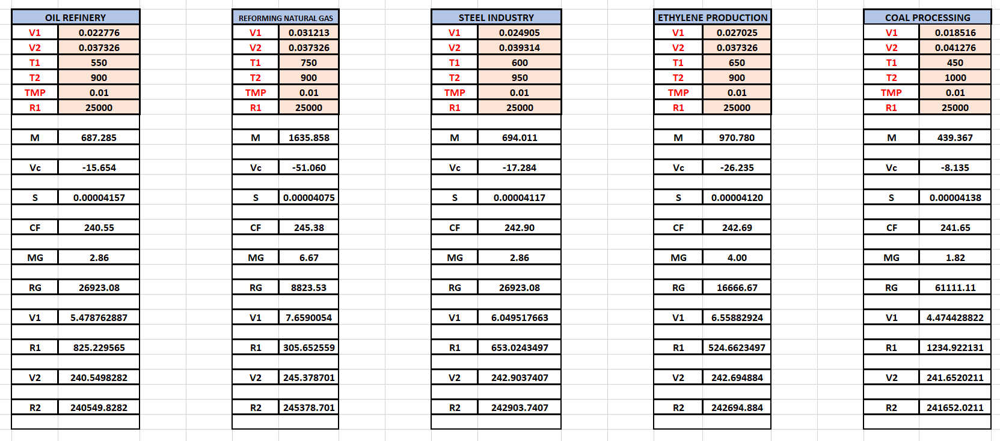 OIL REFINERY REFORMING NATURAL GAS STEEL INDUSTRY ETHYLENE PRODUCTION COAL PROCESSING
V1 0.022776 V1 0.031213 V1 0.024905 V1 0.027025 V1 0.018516
V2 0.037326 V2 0.037326 V2 0.039314 V2 0.037326 V2 0.041276
T1 550 T1 750 T1 600 T1 650 T1 450
T2 900 T2 900 T2 950 T2 900 T2 1000
TMP 0.01 TMP 0.01 TMP 0.01 TMP 0.01 TMP 0.01
R1 25000 R1 25000 R1 25000 R1 25000 R1 25000
M 687.285 M 1635.858 M 694.011 M 970.780 M 439.367
Vc -15.654 Vc -51.060 Vc -17.284 Vc -26.235 Vc -8.135
S 0.00004157 S 0.00004075 S 0.00004117 S 0.00004120 S 0.00004138
CF 240.55 CF 245.38 CF 242.90 CF 242.69 CF 241.65
MG 2.86 MG 6.67 MG 2.86 MG 4.00 MG 1.82
RG 26923.08 RG 8823.53 RG 26923.08 RG 16666.67 RG 61111.11
V1 5.478762887 V1 7.6590054 V1 6.049517663 V1 6.55882924 V1 4.474428822
R1 825.229565 R1 305.652559 R1 653.0243497 R1 524.6623497 R1 1234.922131
V2 240.5498282 V2 245.378701 V2 242.9037407 V2 242.694884 V2 241.6520211
R2 240549.8282 R2 245378.701 R2 242903.7407 R2 242694.884 R2 241652.0211